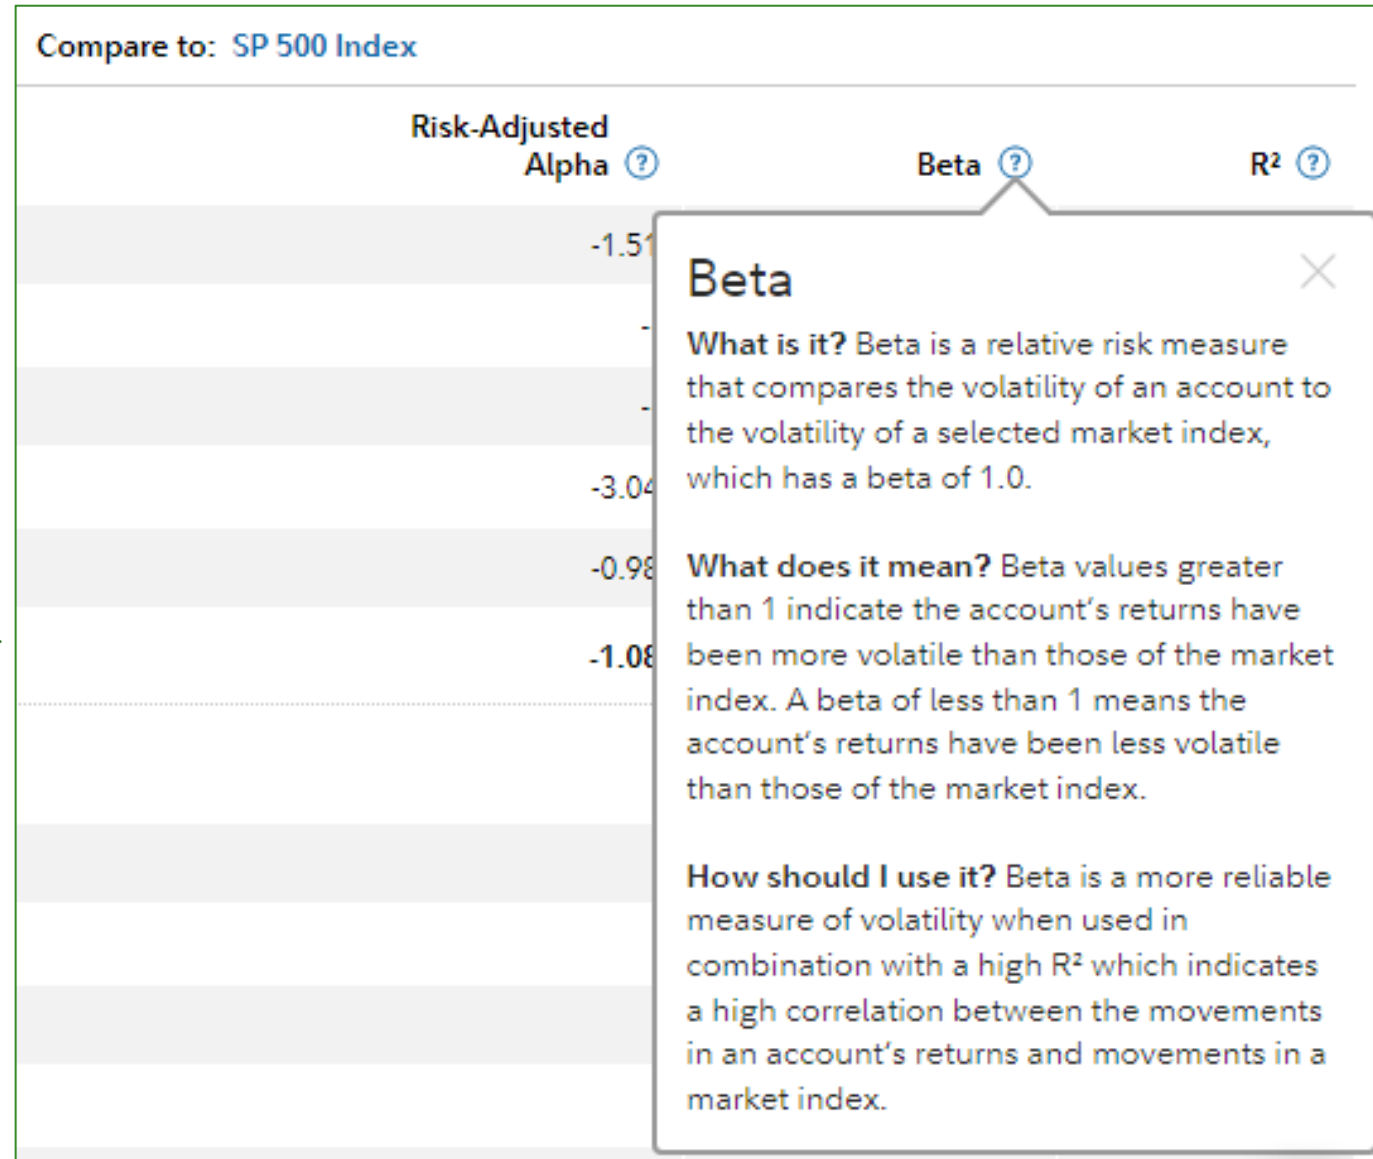 Compare to: SP 500 Index
Risk-Adjusted
Alpha ?
Beta ?
R² ?
-1.51
-
-
-3.04
-0.98
-1.08
Beta
What is it? Beta is a relative risk measure
that compares the volatility of an account to
the volatility of a selected market index,
which has a beta of 1.0.
What does it mean? Beta values greater
than 1 indicate the account's returns have
been more volatile than those of the market
index. A beta of less than 1 means the
account's returns have been less volatile
than those of the market index.
How should I use it? Beta is a more reliable
measure of volatility when used in
combination with a high R² which indicates
a high correlation between the movements
in an account's returns and movements in a
market index.